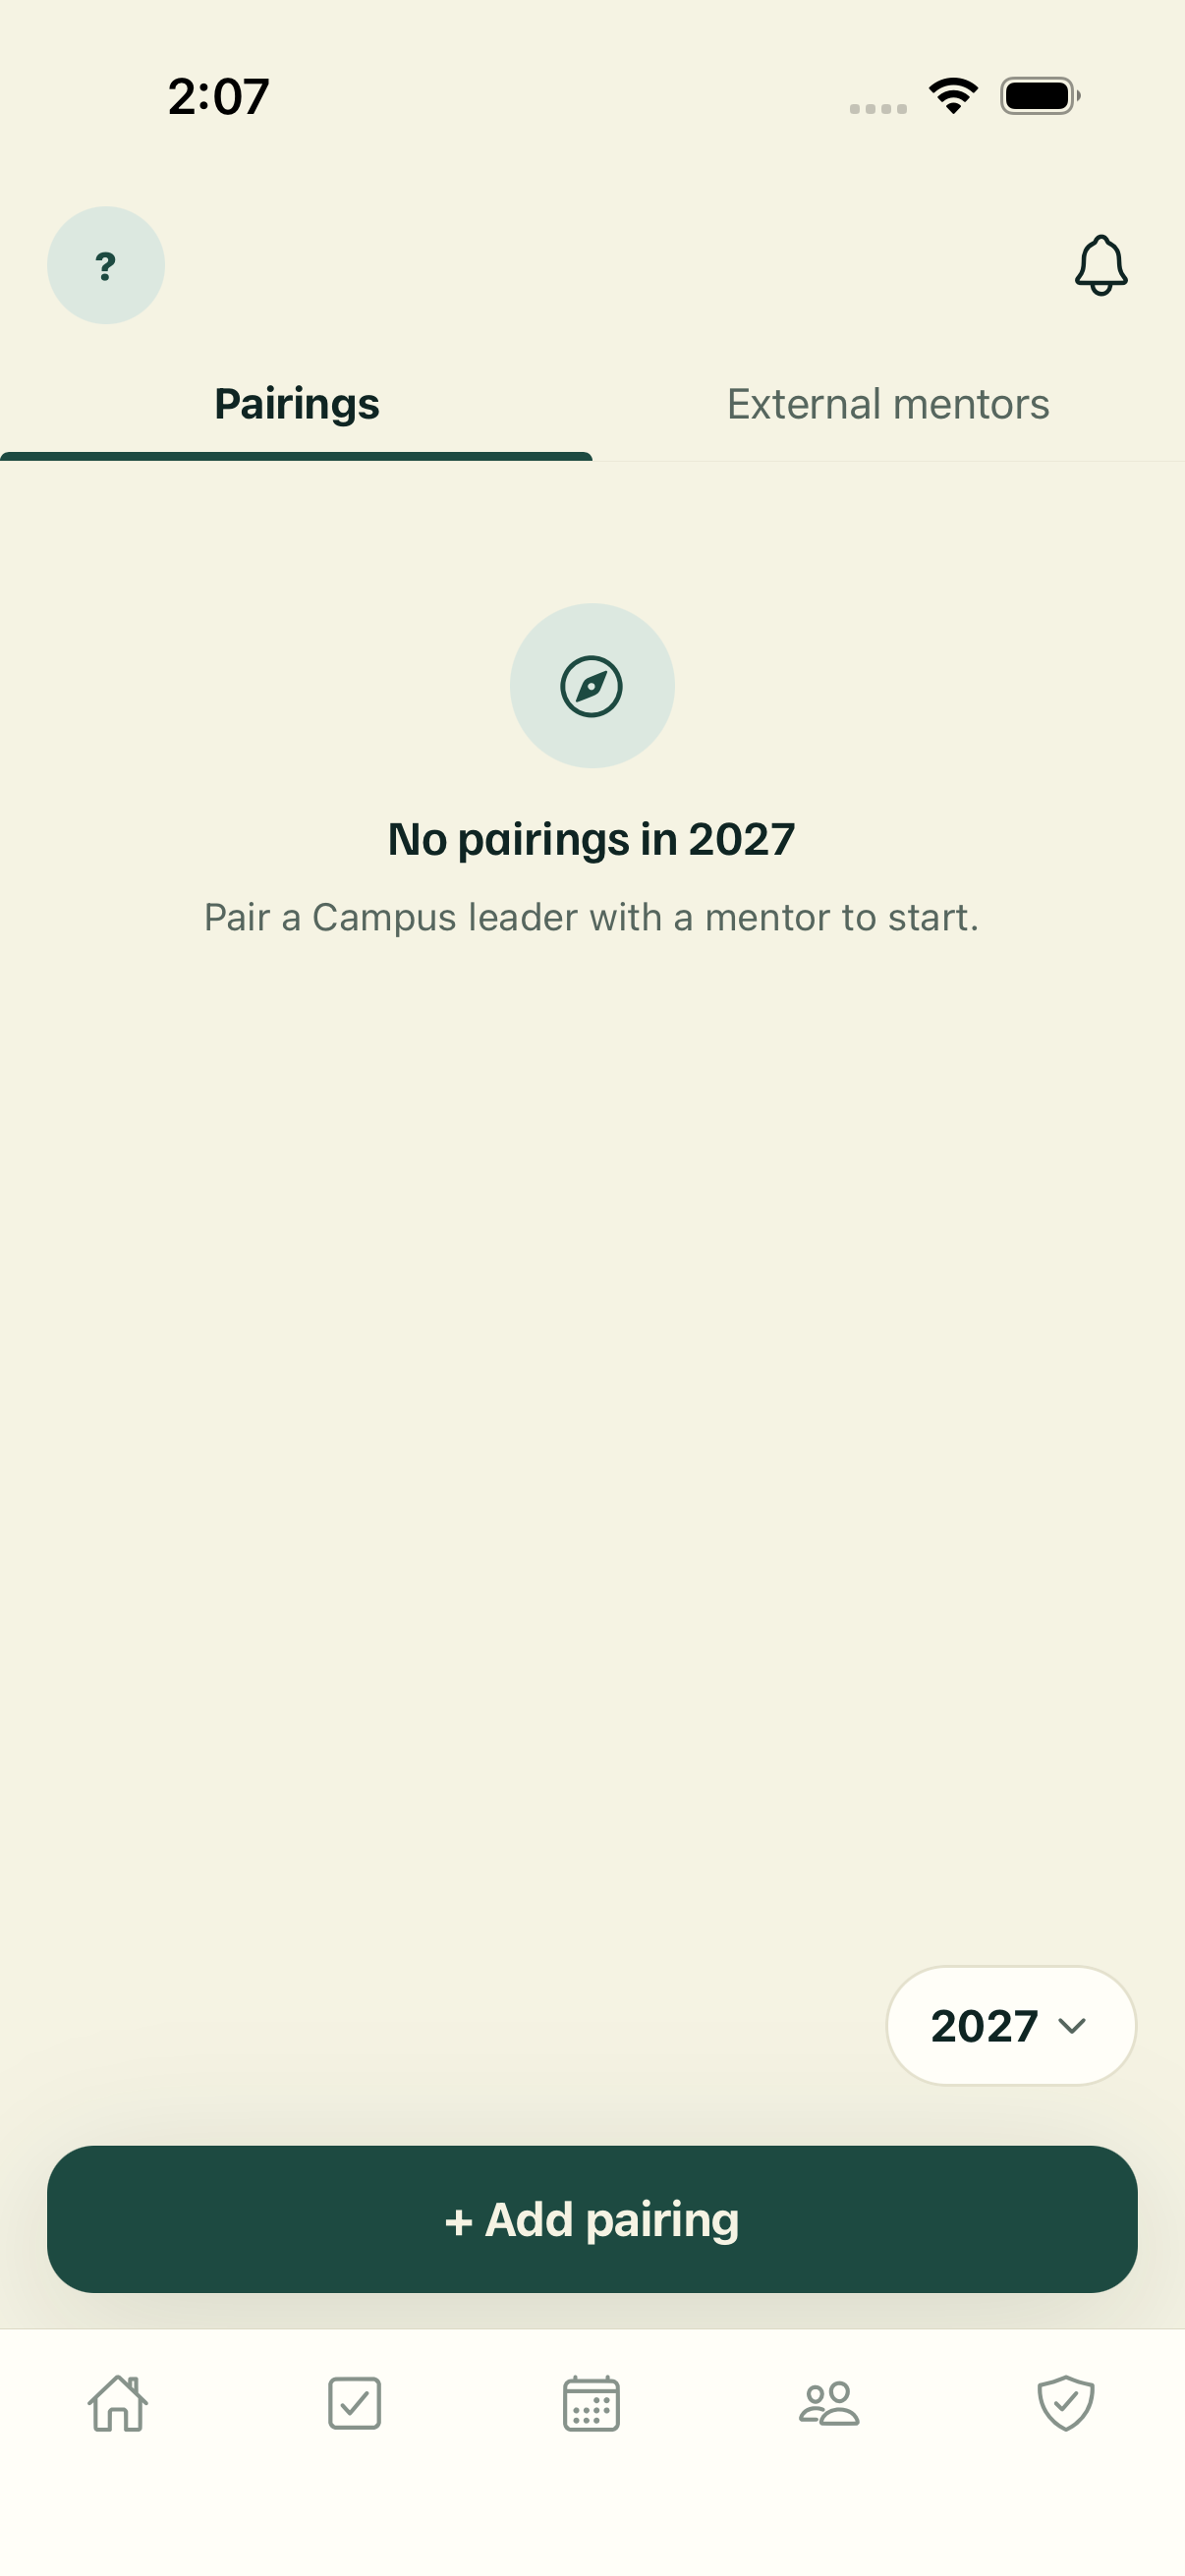 2:07
?
Pairings
External mentors
No pairings in 2027
Pair a Campus leader with a mentor to start.
2027
+ Add pairing